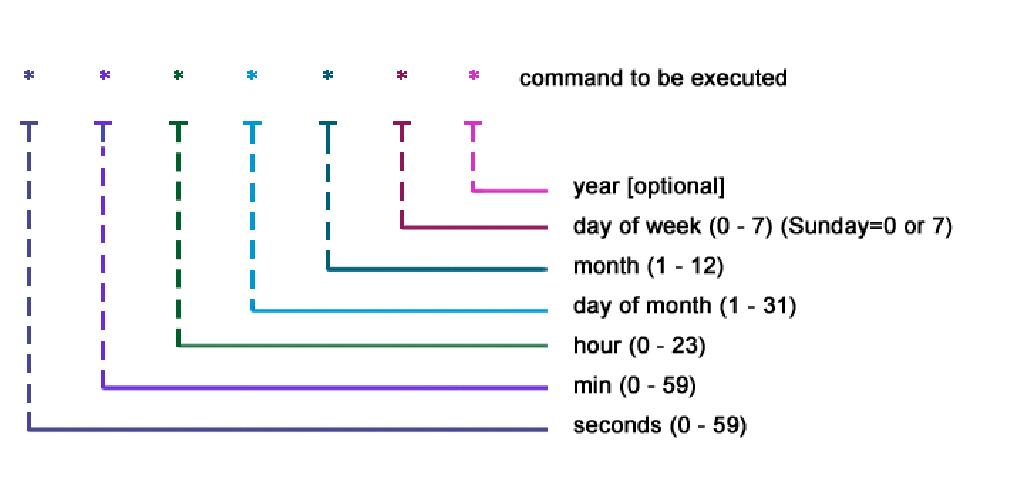 * * * * * * * command to be executed
year [optional]
day of week (0 - 7) (Sunday=0 or 7)
month (1 - 12)
day of month (1 - 31)
hour (0 - 23)
min (0 - 59)
seconds (0 - 59)